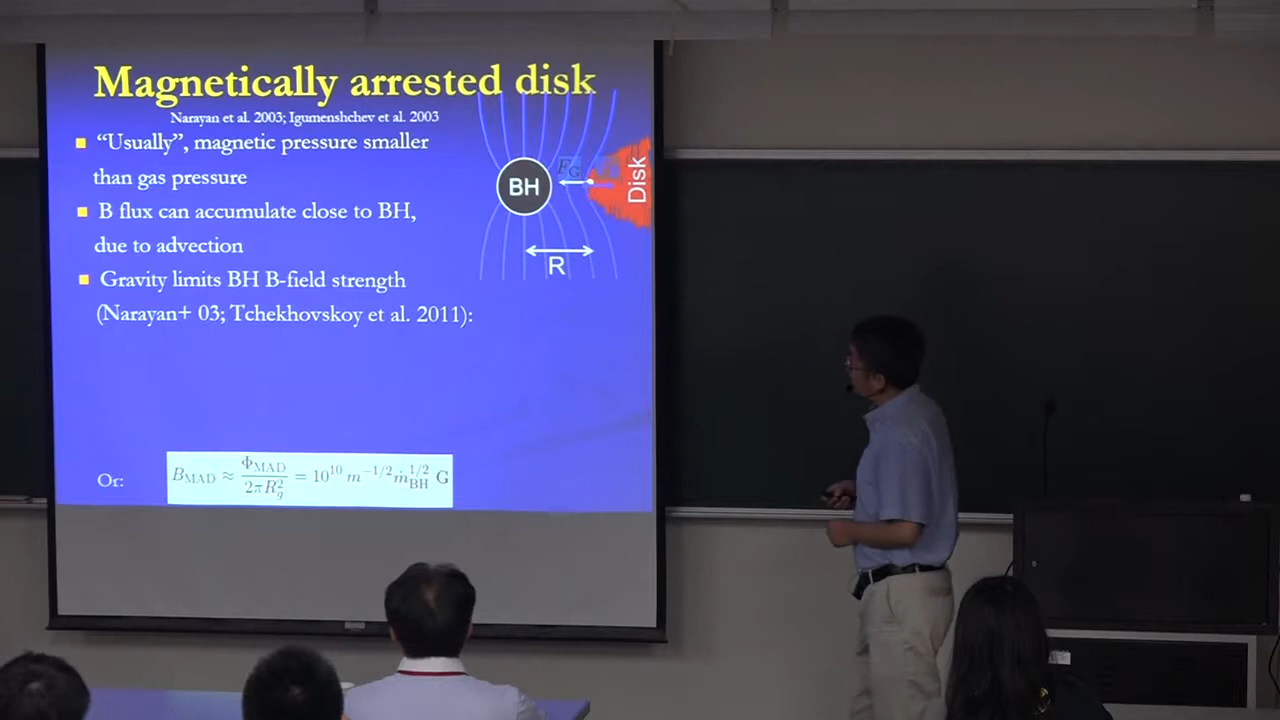 Magnetically arrested disk
Narayan et al. 2003; Igumenshchev et al. 2003
"Usually", magnetic pressure smaller
than gas pressure
B flux can accumulate close to BH,
due to advection
Gravity limits BH B-field strength
(Narayan+ 03; Tchekhovskoy et al. 2011):
BH
F_G
Disk
R
Or: B_MAD ≈ Φ_MAD / 2πR_g^2 = 10^10 m^-1/2 ṁ_BH^1/2 G